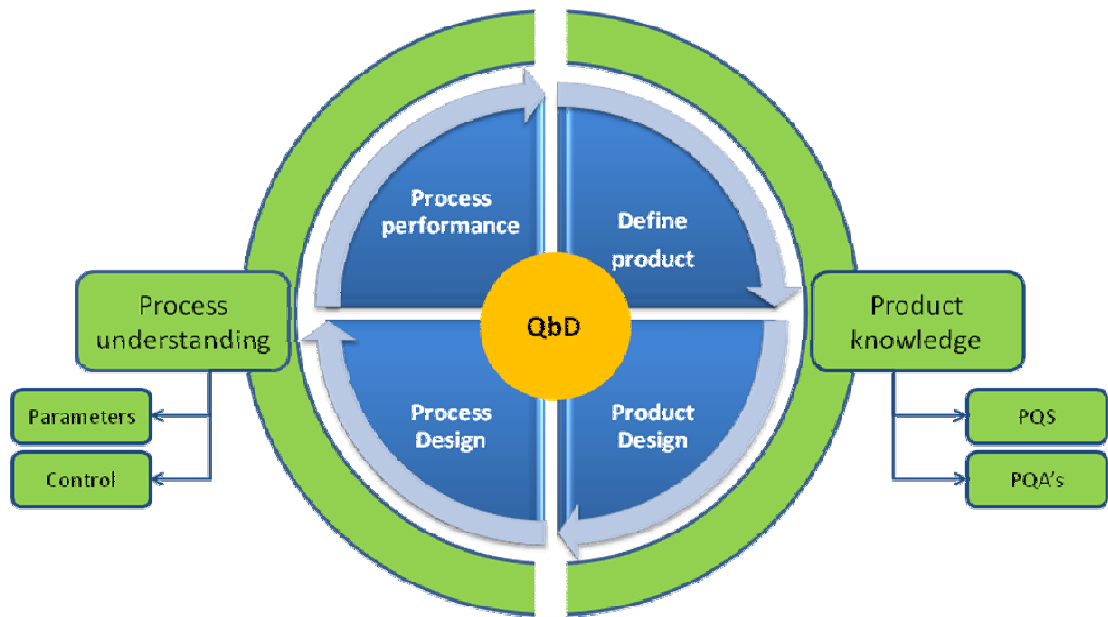 Process
performance
Define
product
Process
understanding
QbD
Product
knowledge
Parameters
Control
Process
Design
Product
Design
PQS
PQA's